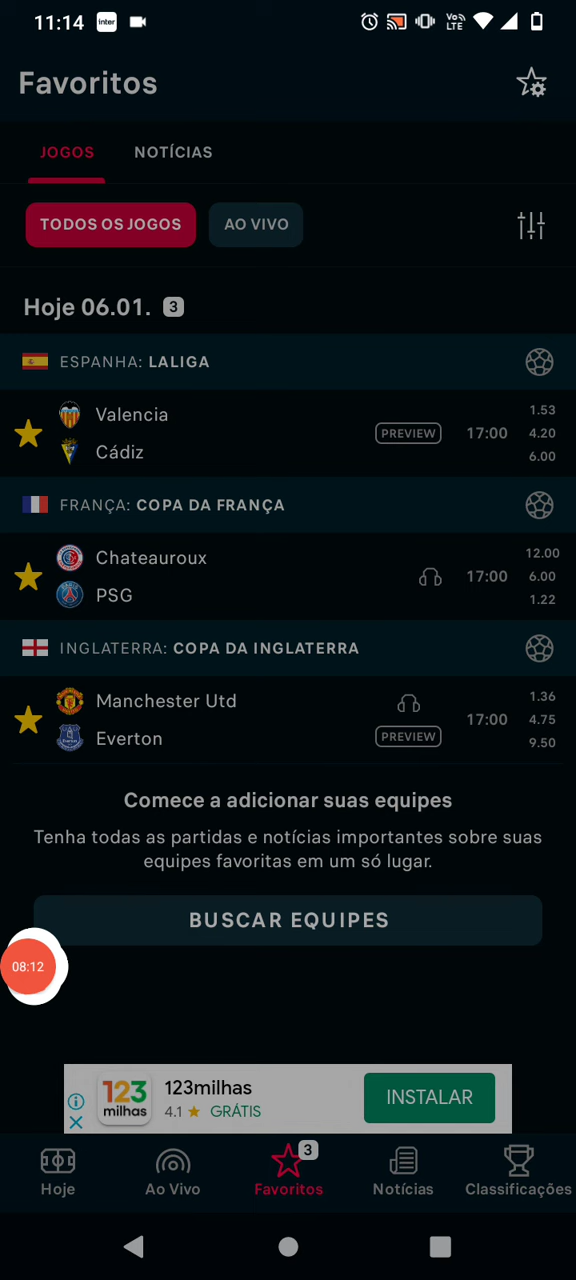 11:14 inter Vo LTE
Favoritos
JOGOS NOTÍCIAS
TODOS OS JOGOS AO VIVO
Hoje 06.01. 3
ESPANHA: LALIGA
Valencia
Cádiz
PREVIEW 17:00
1.53
4.20
6.00
FRANÇA: COPA DA FRANÇA
Chateauroux
PSG
17:00
12.00
6.00
1.22
INGLATERRA: COPA DA INGLATERRA
Manchester Utd
Everton
PREVIEW 17:00
1.36
4.75
9.50
Comece a adicionar suas equipes
Tenha todas as partidas e notícias importantes sobre suas
equipes favoritas em um só lugar.
BUSCAR EQUIPES
08:12
123
milhas
123milhas
4.1 ★ GRÁTIS
INSTALAR
3
Hoje Ao Vivo Favoritos Notícias Classificações